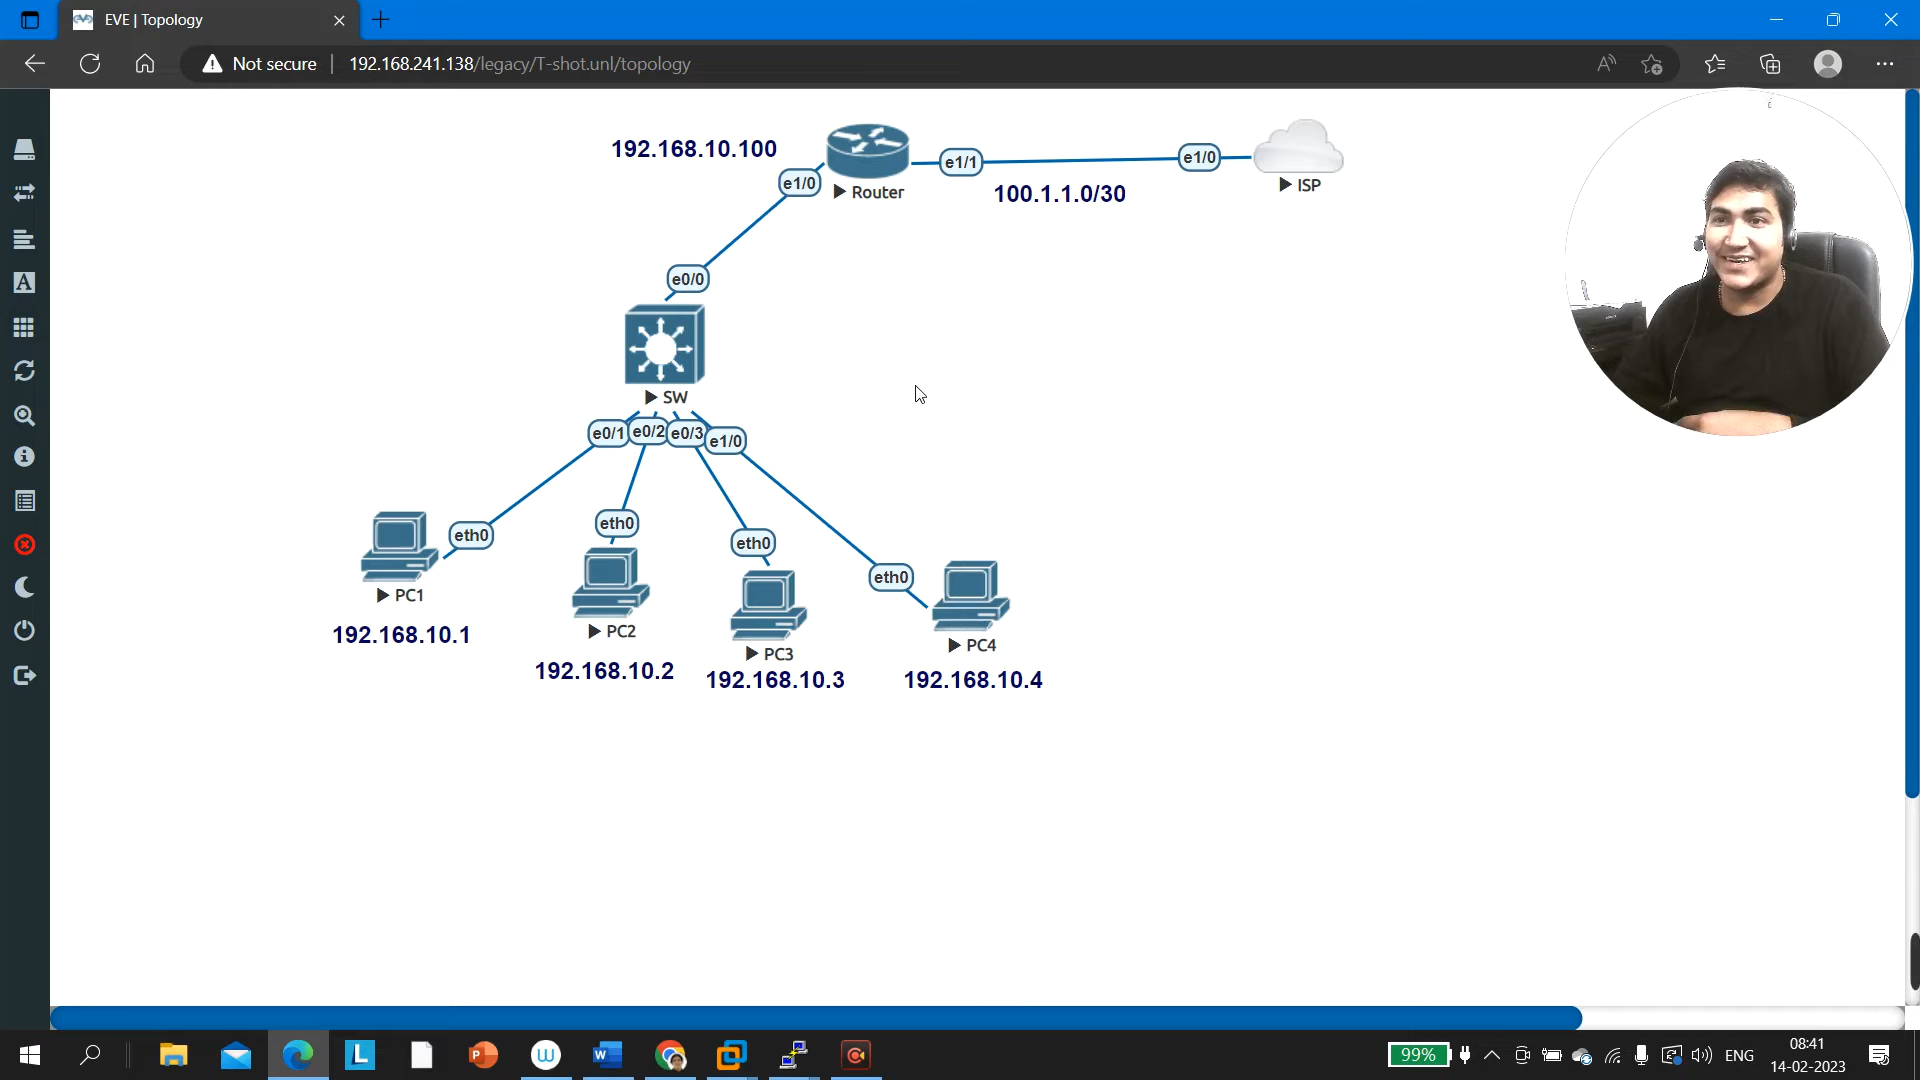 EVE | Topology
Not secure
192.168.241.138/legacy/T-shot.unl/topology
192.168.10.100
e1/0
Router
e1/1
e1/0
100.1.1.0/30
ISP
e0/0
SW
e0/1
e0/2
e0/3
e1/0
eth0
eth0
eth0
eth0
PC1
PC2
PC3
PC4
192.168.10.1
192.168.10.2
192.168.10.3
192.168.10.4
99%
ENG
08:41
14-02-2023